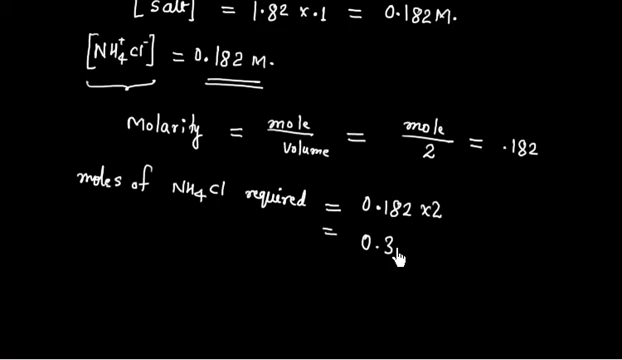 [Salt] = 1.82 × .1 = 0.182 M.
[NH₄⁺Cl⁻] = 0.182 M.
Molarity = mole/volume = mole/2 = .182
moles of NH₄Cl required = 0.182 × 2
= 0.3